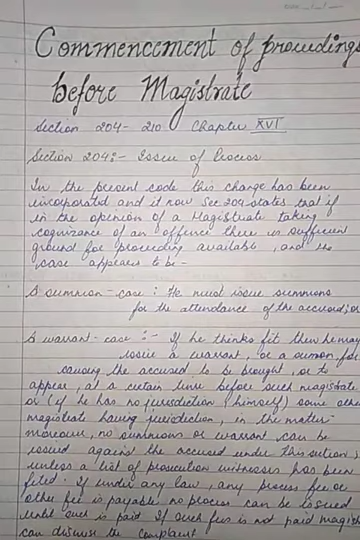 Commencement of proceedings
before Magistrate
Section 204-210 Chapter XVI
Section 204:- Issue of Process
In the present code this change has been
incorporated and it now Sec 204 states that if
in the opinion of a Magistrate taking
cognizance of an offence there is sufficient
ground for proceeding available, and the
case appears to be -
A summon-case: He must issue summons
for the attendance of the accused; or
A warrant-case :- If he thinks fit then he may
issue a warrant, or a summon for
causing the accused to be brought, or to
appear, at a certain time before such magistrate
or (if he has no jurisdiction himself) some other
magistrate having jurisdiction, in the matter
moreover, no summons or warrant can be
issued against the accused under this section;
unless a list of prosecution witnesses has been
filed. If under any law, any process fee or
other fee is payable no process can be issued
until such is paid If such fees is not paid magist
can dismiss the complaint